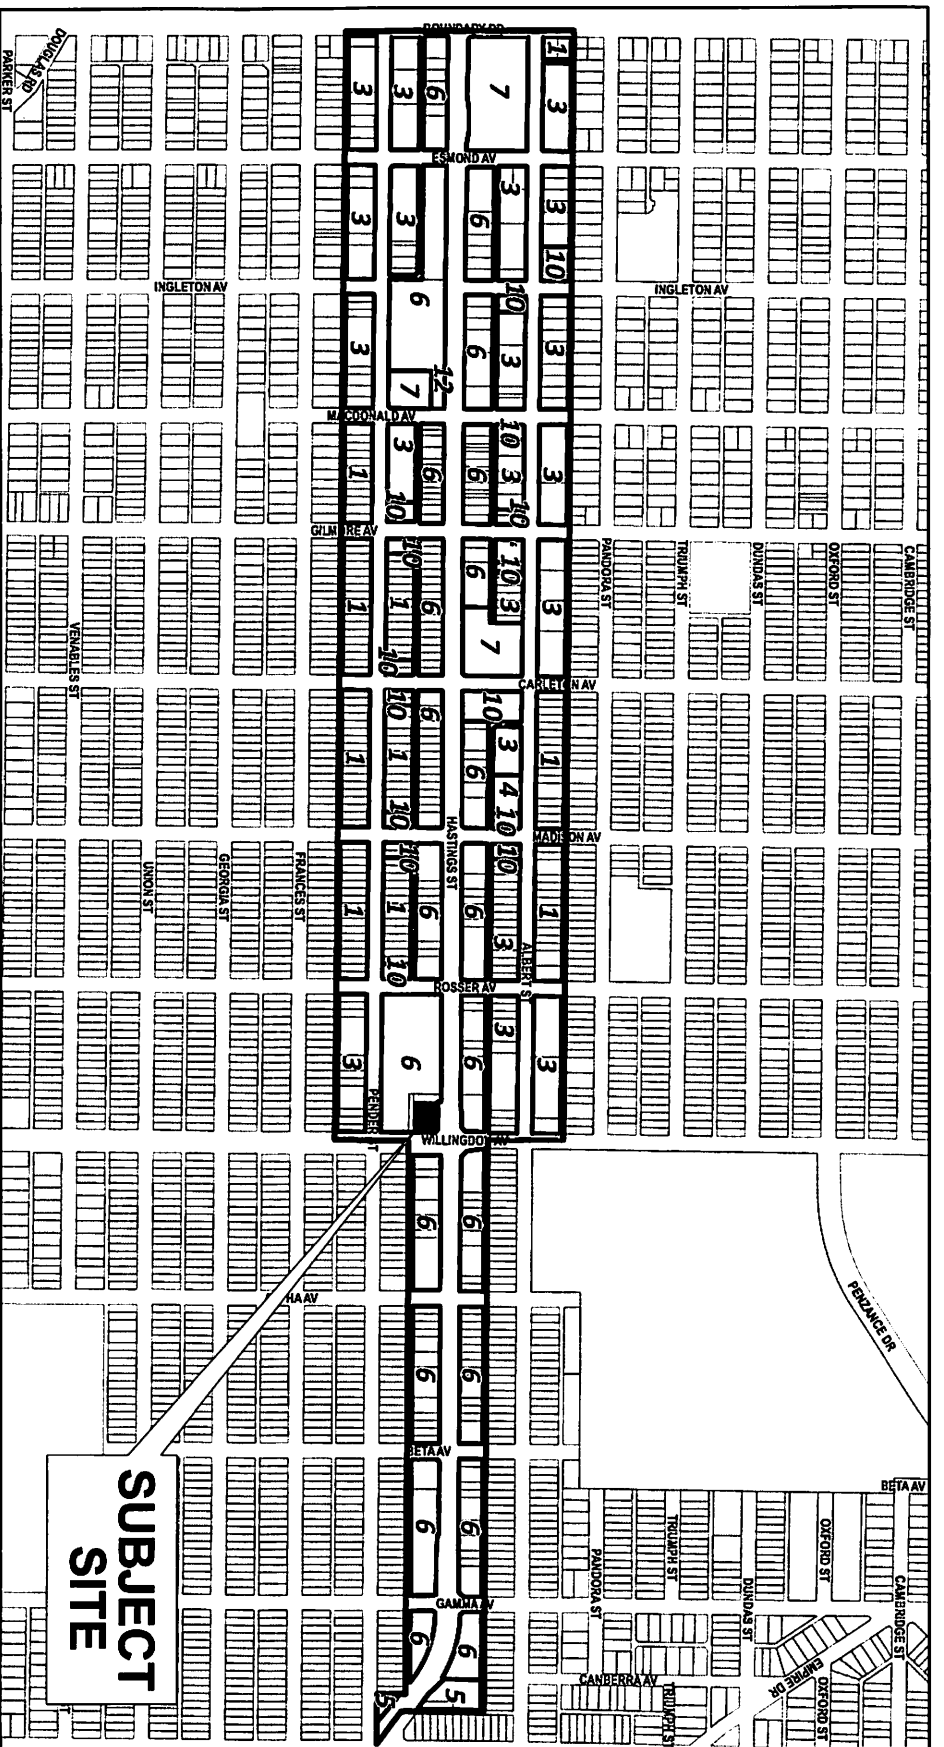 BOUNDARY RD
DOUGLAS RD
PARKER ST
1
3
7
6
3
3
ESMOND AV
3
10
3
6
3
3
INGLETON AV
INGLETON AV
3
10
3
6
6
12
7
3
MACDONALD AV
3
10
3
10
6
6
3
10
1
GILMORE AV
CAMBRIDGE ST
OXFORD ST
DUNDAS ST
TRIUMPH ST
PANDORA ST
3
10
3
6
7
6
10
1
10
1
VENABLES ST
CARLETON AV
1
10
3
4
10
6
6
10
1
10
1
HASTINGS ST
MADISON AV
1
10
3
6
6
10
1
10
1
ALBERT ST
FRANCES ST
GEORGIA ST
UNION ST
ROSSER AV
3
3
6
6
3
PENDER ST
WILLINGDON AV
6
6
PENZANCE DR
6
6
BETA AV
BETA AV
6
6
GAMMA AV
CAMBRIDGE ST
OXFORD ST
DUNDAS ST
TRIUMPH ST
PANDORA ST
6
6
5
5
CANBERRA AV
EMPIRE DR
OXFORD ST
TRIUMPH ST
SUBJECT
SITE